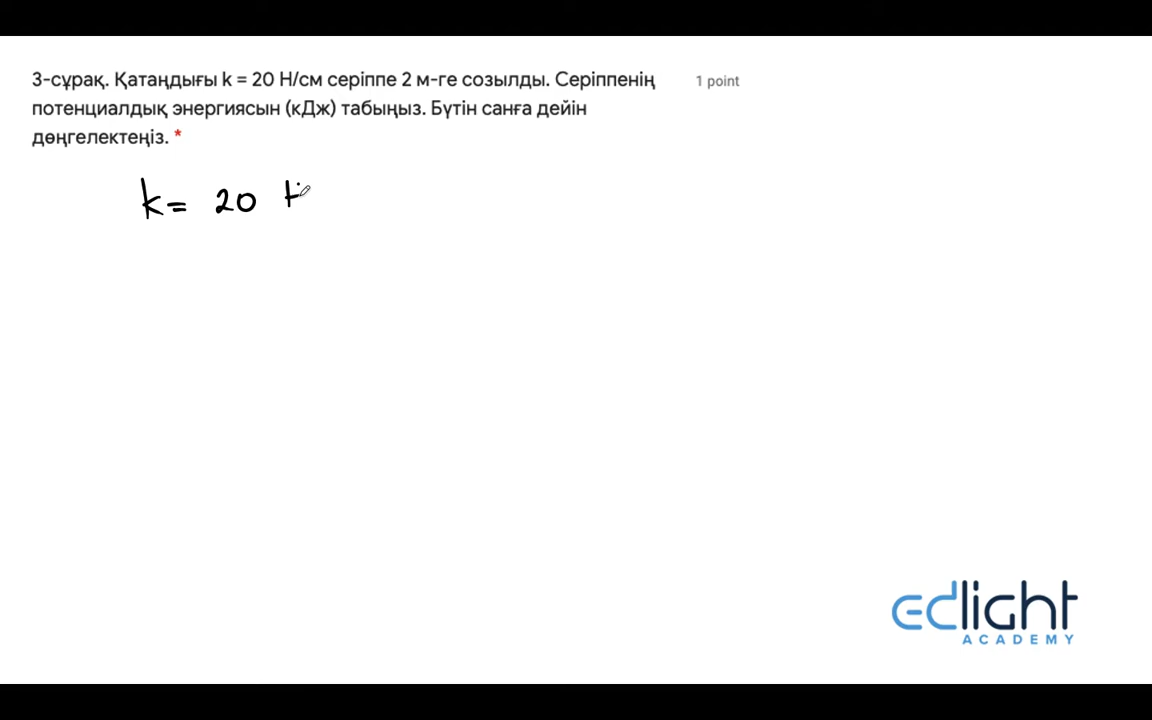 3-сұрақ. Қатаңдығы k = 20 Н/см серіппе 2 м-ге созылды. Серіппенің
потенциалдық энергиясын (кДж) табыңыз. Бүтін санға дейін
дөңгелектеңіз. *
1 point
k = 20
edlight
ACADEMY